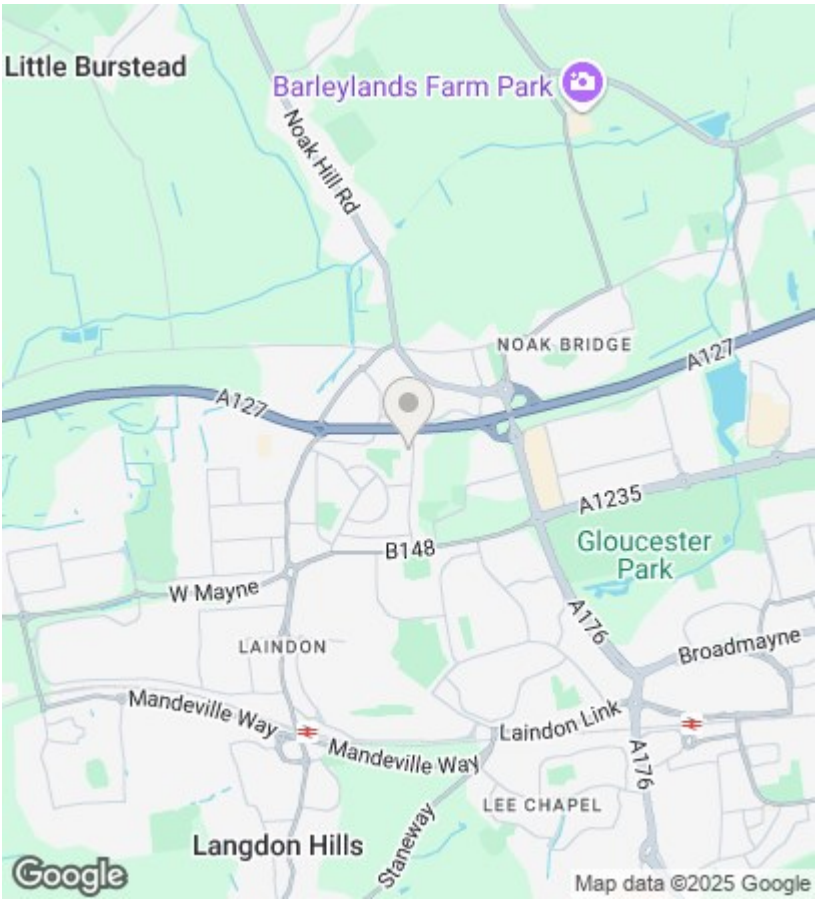 Little Burstead
Barleylands Farm Park
Noak Hill Rd
NOAK BRIDGE
A127
A127
A1235
B148
Gloucester
Park
W Mayne
A176
LAINDON
Broadmayne
Mandeville Way
Laindon Link
Mandeville Way
A176
LEE CHAPEL
Staneway
Langdon Hills
Google
Map data ©2025 Google